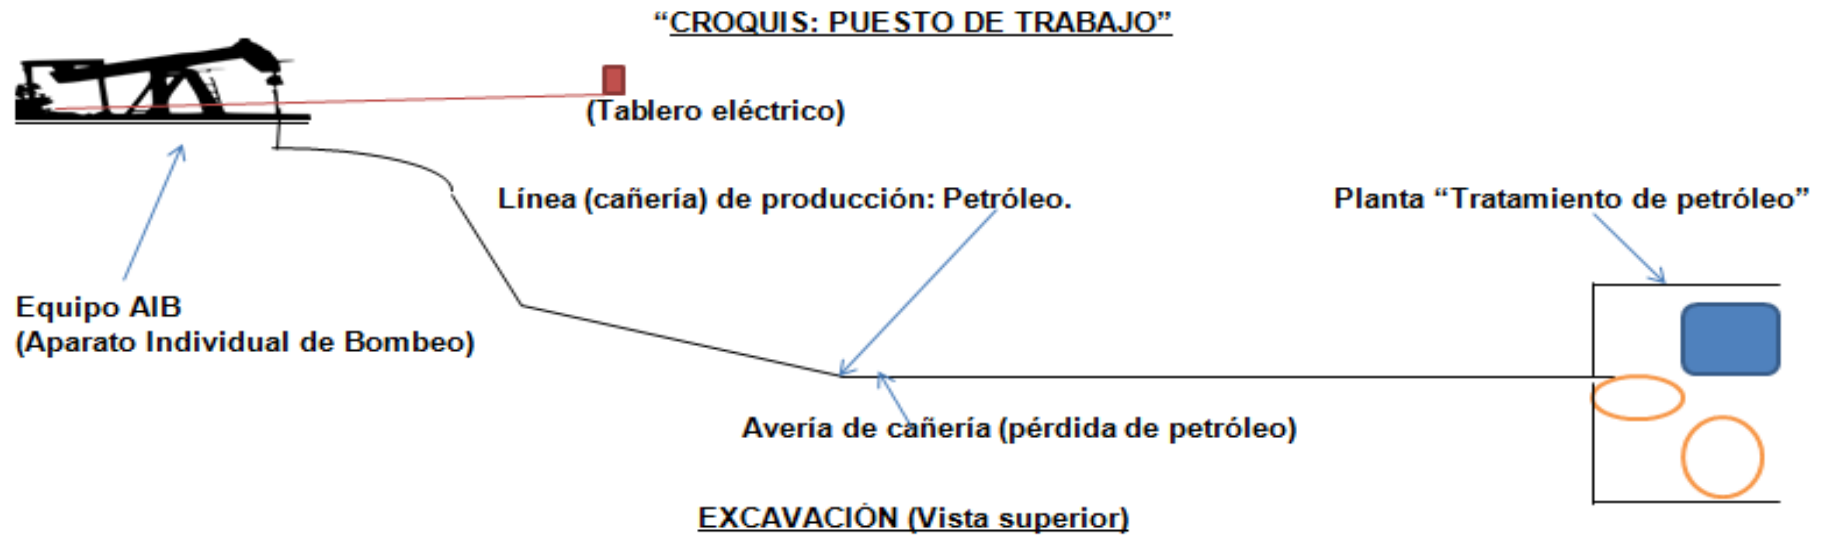 “CROQUIS: PUESTO DE TRABAJO”
(Tablero eléctrico)
Línea (cañería) de producción: Petróleo.
Planta “Tratamiento de petróleo”
Equipo AIB
(Aparato Individual de Bombeo)
Avería de cañería (pérdida de petróleo)
EXCAVACIÓN (Vista superior)